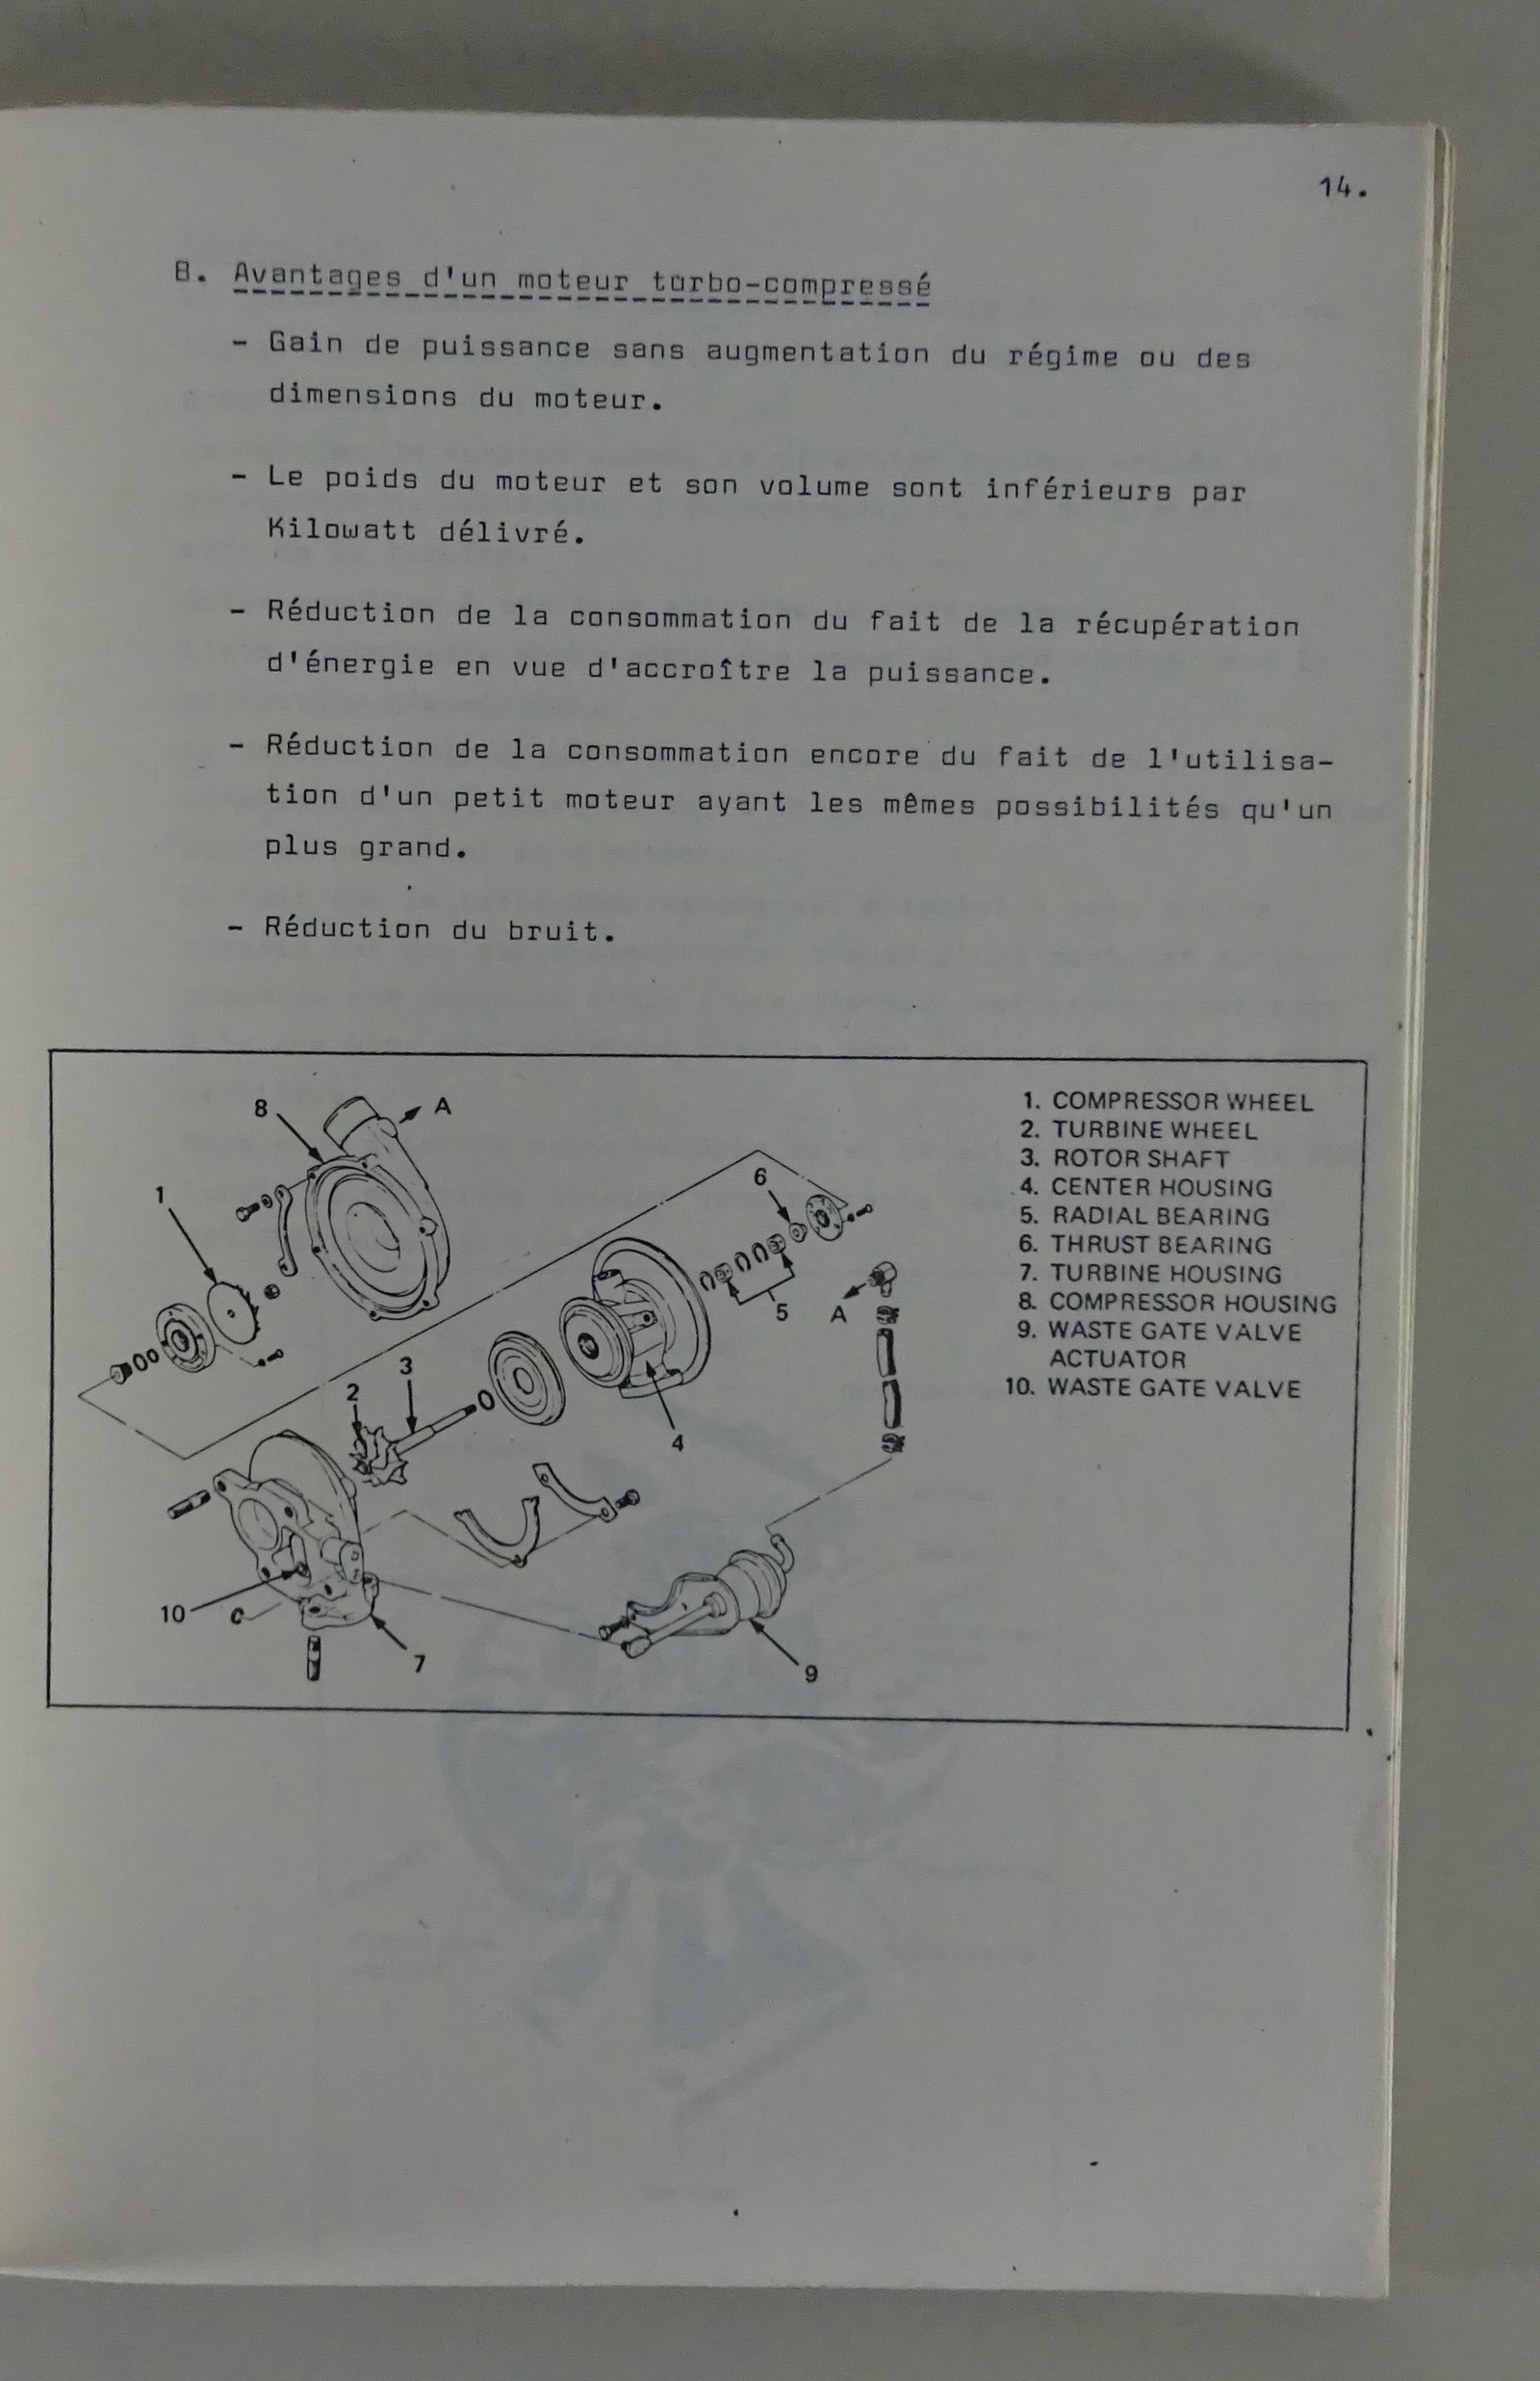 14.
B. Avantages d'un moteur turbo-compressé
- Gain de puissance sans augmentation du régime ou des
dimensions du moteur.
- Le poids du moteur et son volume sont inférieurs par
Kilowatt délivré.
- Réduction de la consommation du fait de la récupération
d'énergie en vue d'accroître la puissance.
- Réduction de la consommation encore du fait de l'utilisa-
tion d'un petit moteur ayant les mêmes possibilités qu'un
plus grand.
- Réduction du bruit.
8
A
1
6
5
A
3
2
4
10
C
7
9
1. COMPRESSOR WHEEL
2. TURBINE WHEEL
3. ROTOR SHAFT
4. CENTER HOUSING
5. RADIAL BEARING
6. THRUST BEARING
7. TURBINE HOUSING
8. COMPRESSOR HOUSING
9. WASTE GATE VALVE
ACTUATOR
10. WASTE GATE VALVE